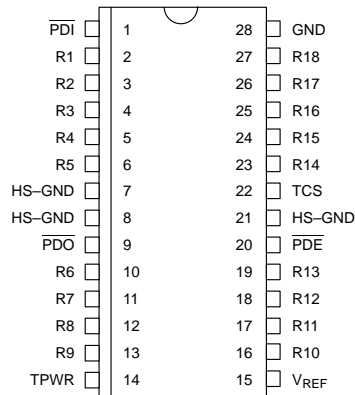 PDI 1 28 GND
R1 2 27 R18
R2 3 26 R17
R3 4 25 R16
R4 5 24 R15
R5 6 23 R14
HS–GND 7 22 TCS
HS–GND 8 21 HS–GND
PDO 9 20 PDE
R6 10 19 R13
R7 11 18 R12
R8 12 17 R11
R9 13 16 R10
TPWR 14 15 VREF